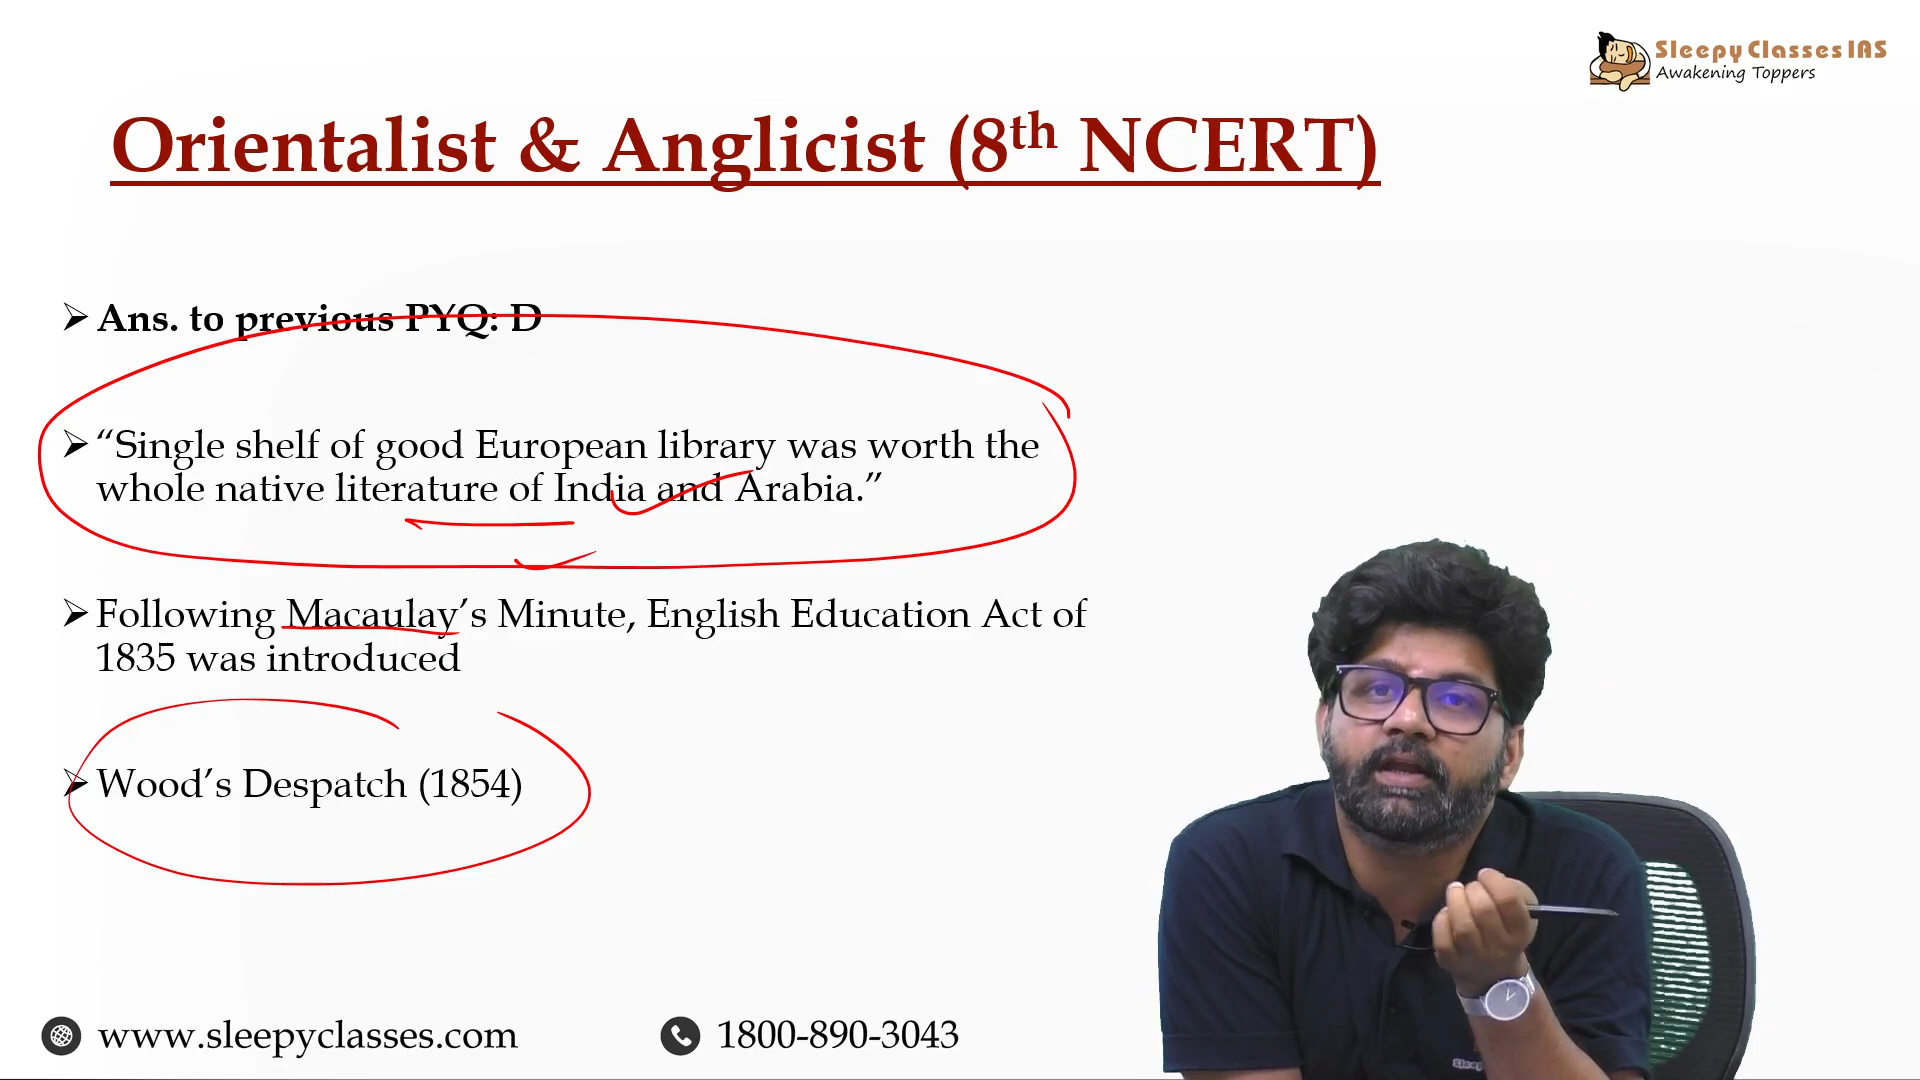 Sleepy Classes IAS
Awakening Toppers
Orientalist & Anglicist (8th NCERT)
➢ Ans. to previous PYQ: D
➢ “Single shelf of good European library was worth the
whole native literature of India and Arabia.”
➢ Following Macaulay’s Minute, English Education Act of
1835 was introduced
➢ Wood’s Despatch (1854)
www.sleepyclasses.com
1800-890-3043